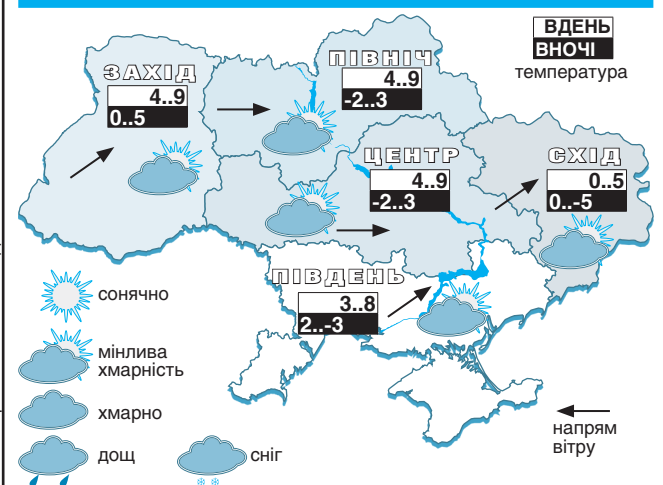 ВДЕНЬ
ВНОЧІ
температура
ПІВНІЧ
4..9
-2..3
ЗАХІД
4..9
0..5
ЦЕНТР
4..9
-2..3
СХІД
0..5
0..-5
ПІВДЕНЬ
3..8
2..-3
сонячно
мінлива
хмарність
хмарно
дощ
сніг
напрям
вітру